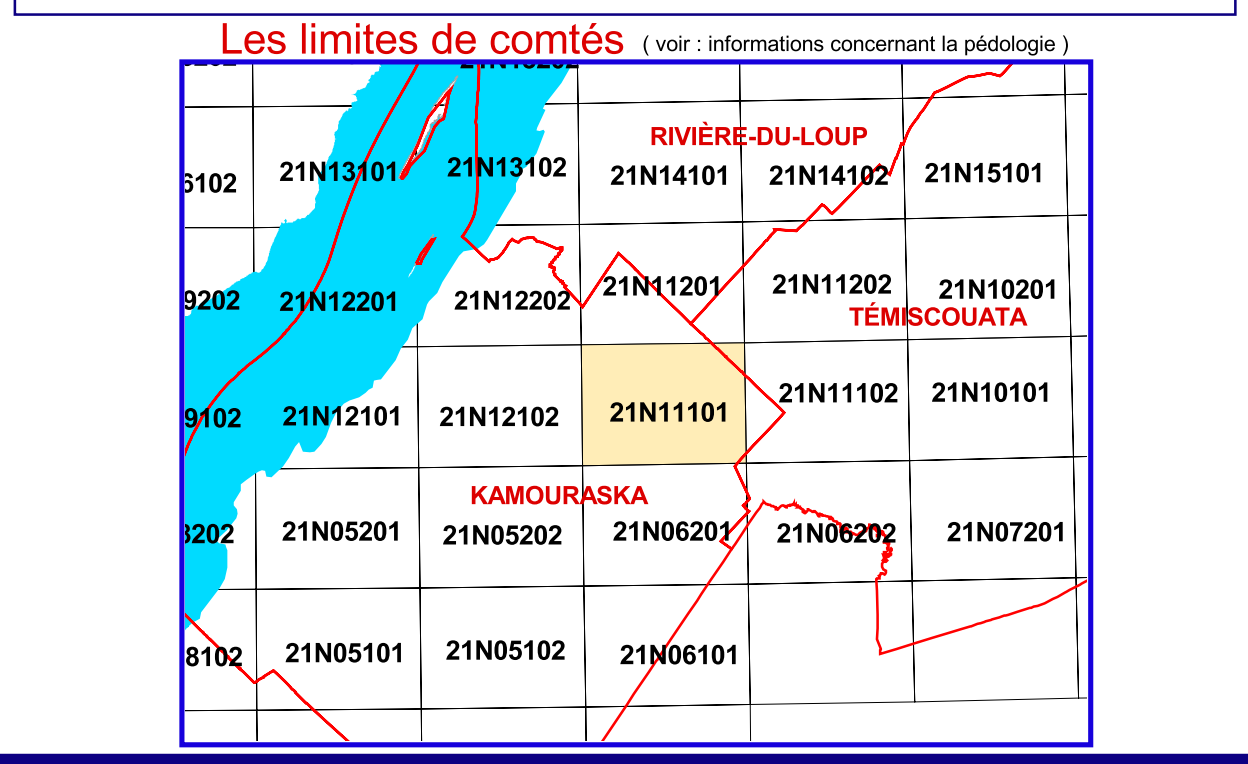 Les limites de comtés ( voir : informations concernant la pédologie )
RIVIÈRE-DU-LOUP
6102 21N13101 21N13102 21N14101 21N14102 21N15101
9202 21N12201 21N12202 21N11201 21N11202 21N10201
TÉMISCOUATA
9102 21N12101 21N12102 21N11101 21N11102 21N10101
KAMOURASKA
8202 21N05201 21N05202 21N06201 21N06202 21N07201
8102 21N05101 21N05102 21N06101